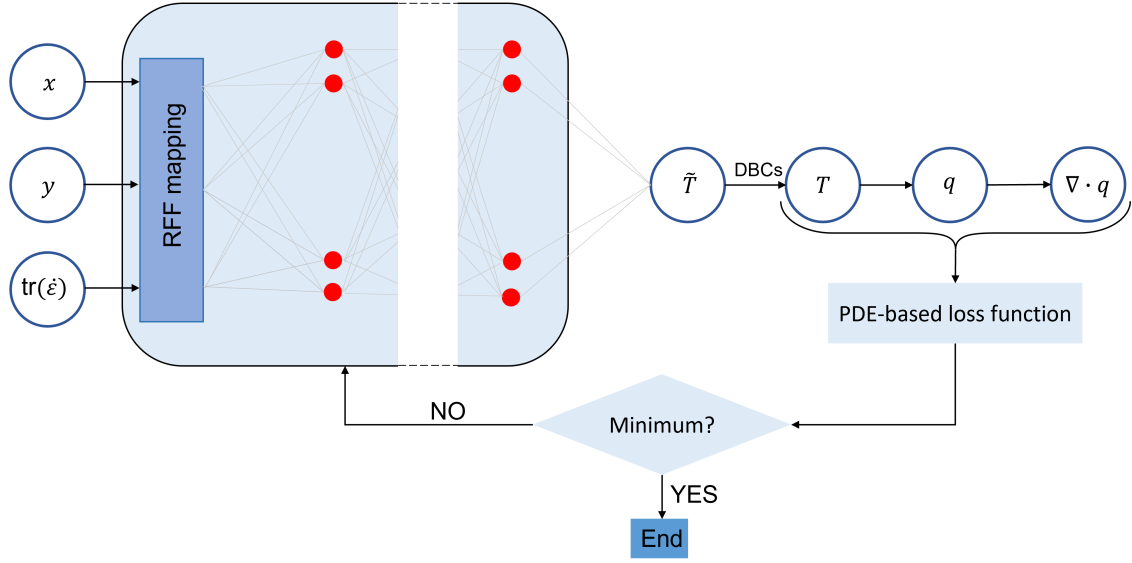 x
y
tr(ε̇)
RFF mapping
T̃
DBCs
T
q
∇ · q
PDE-based loss function
Minimum?
NO
YES
End